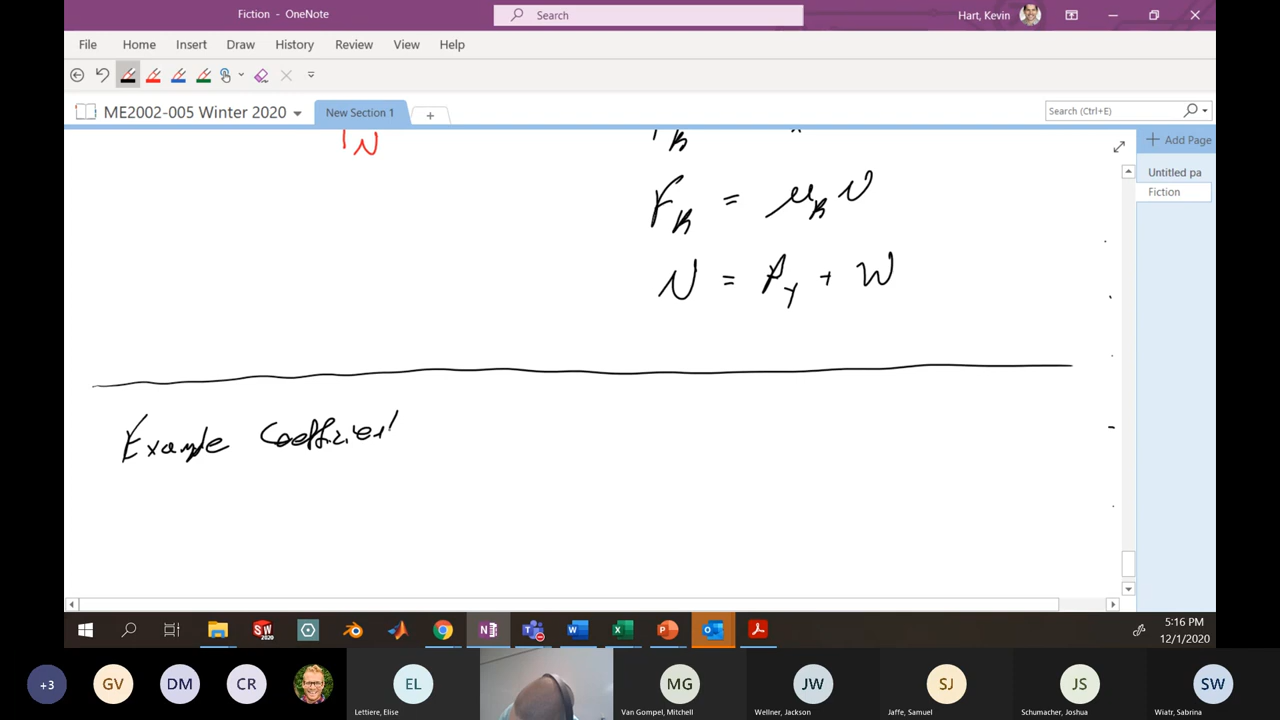 Fiction - OneNote
Search
Hart, Kevin
File Home Insert Draw History Review View Help
ME2002-005 Winter 2020
New Section 1
+
Search (Ctrl+E)
Add Page
Untitled pa
Fiction
N
F_k = μ_k N
N = P_y + W
Example Coefficient
5:16 PM
12/1/2020
+3
GV
DM
CR
EL
MG
JW
SJ
JS
SW
Lettiere, Elise
Van Gompel, Mitchell
Wellner, Jackson
Jaffe, Samuel
Schumacher, Joshua
Wiatr, Sabrina